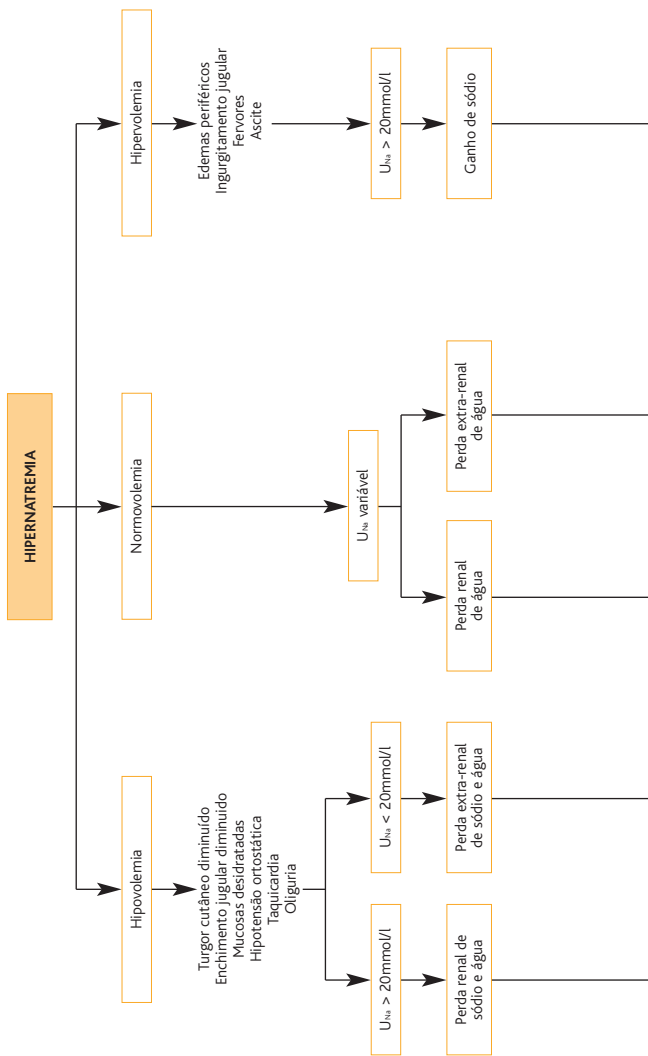 HIPERNATREMIA
Hipovolemia
Normovolemia
Hipervolemia
Turgor cutâneo diminuído
Enchimento jugular diminuido
Mucosas desidratadas
Hipotensão ortostática
Taquicardia
Oliguria
Edemas periféricos
Ingurgitamento jugular
Fervores
Ascite
UNa > 20mmol/l
UNa < 20mmol/l
UNa variável
UNa > 20mmol/l
Perda renal de
sódio e água
Perda extra-renal
de sódio e água
Perda renal
de água
Perda extra-renal
de água
Ganho de sódio